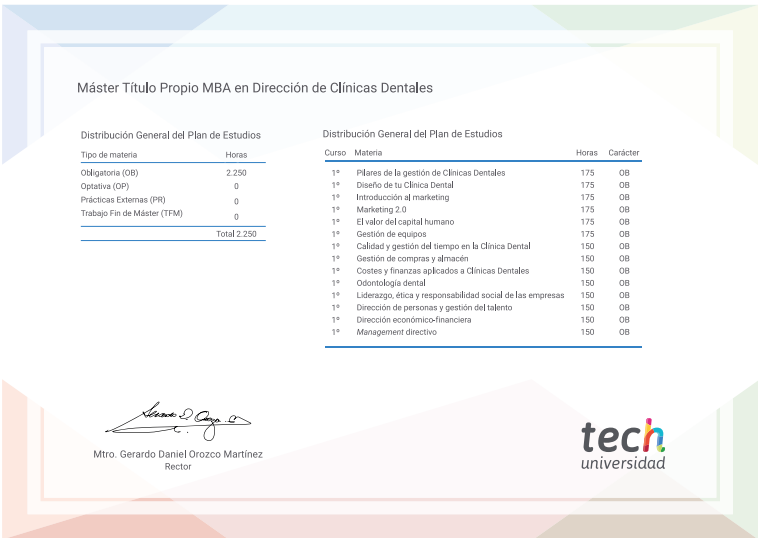 Máster Título Propio MBA en Dirección de Clínicas Dentales
Distribución General del Plan de Estudios
Tipo de materia Horas
Obligatoria (OB) 2.250
Optativa (OP) 0
Prácticas Externas (PR) 0
Trabajo Fin de Máster (TFM) 0
Total 2.250
Distribución General del Plan de Estudios
Curso Materia Horas Carácter
1º Pilares de la gestión de Clínicas Dentales 175 OB
1º Diseño de tu Clínica Dental 175 OB
1º Introducción al marketing 175 OB
1º Marketing 2.0 175 OB
1º El valor del capital humano 175 OB
1º Gestión de equipos 175 OB
1º Calidad y gestión del tiempo en la Clínica Dental 150 OB
1º Gestión de compras y almacén 150 OB
1º Costes y finanzas aplicados a Clínicas Dentales 150 OB
1º Odontología dental 150 OB
1º Liderazgo, ética y responsabilidad social de las empresas 150 OB
1º Dirección de personas y gestión del talento 150 OB
1º Dirección económico-financiera 150 OB
1º Management directivo 150 OB
Mtro. Gerardo Daniel Orozco Martínez
Rector
tech
universidad